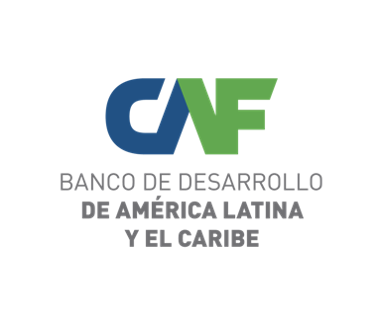 CAF
BANCO DE DESARROLLO
DE AMÉRICA LATINA
Y EL CARIBE